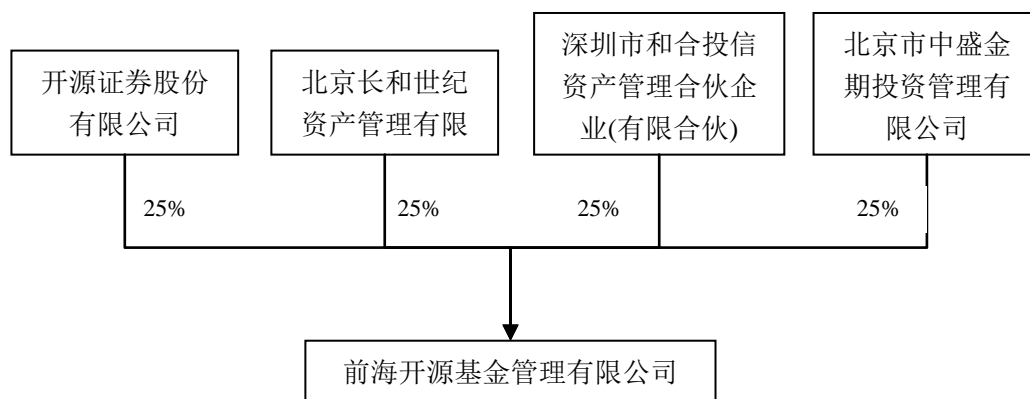 开源证券股份
有限公司
北京长和世纪
资产管理有限
深圳市和合投信
资产管理合伙企
业(有限合伙)
北京市中盛金
期投资管理有
限公司
25%
25%
25%
25%
前海开源基金管理有限公司